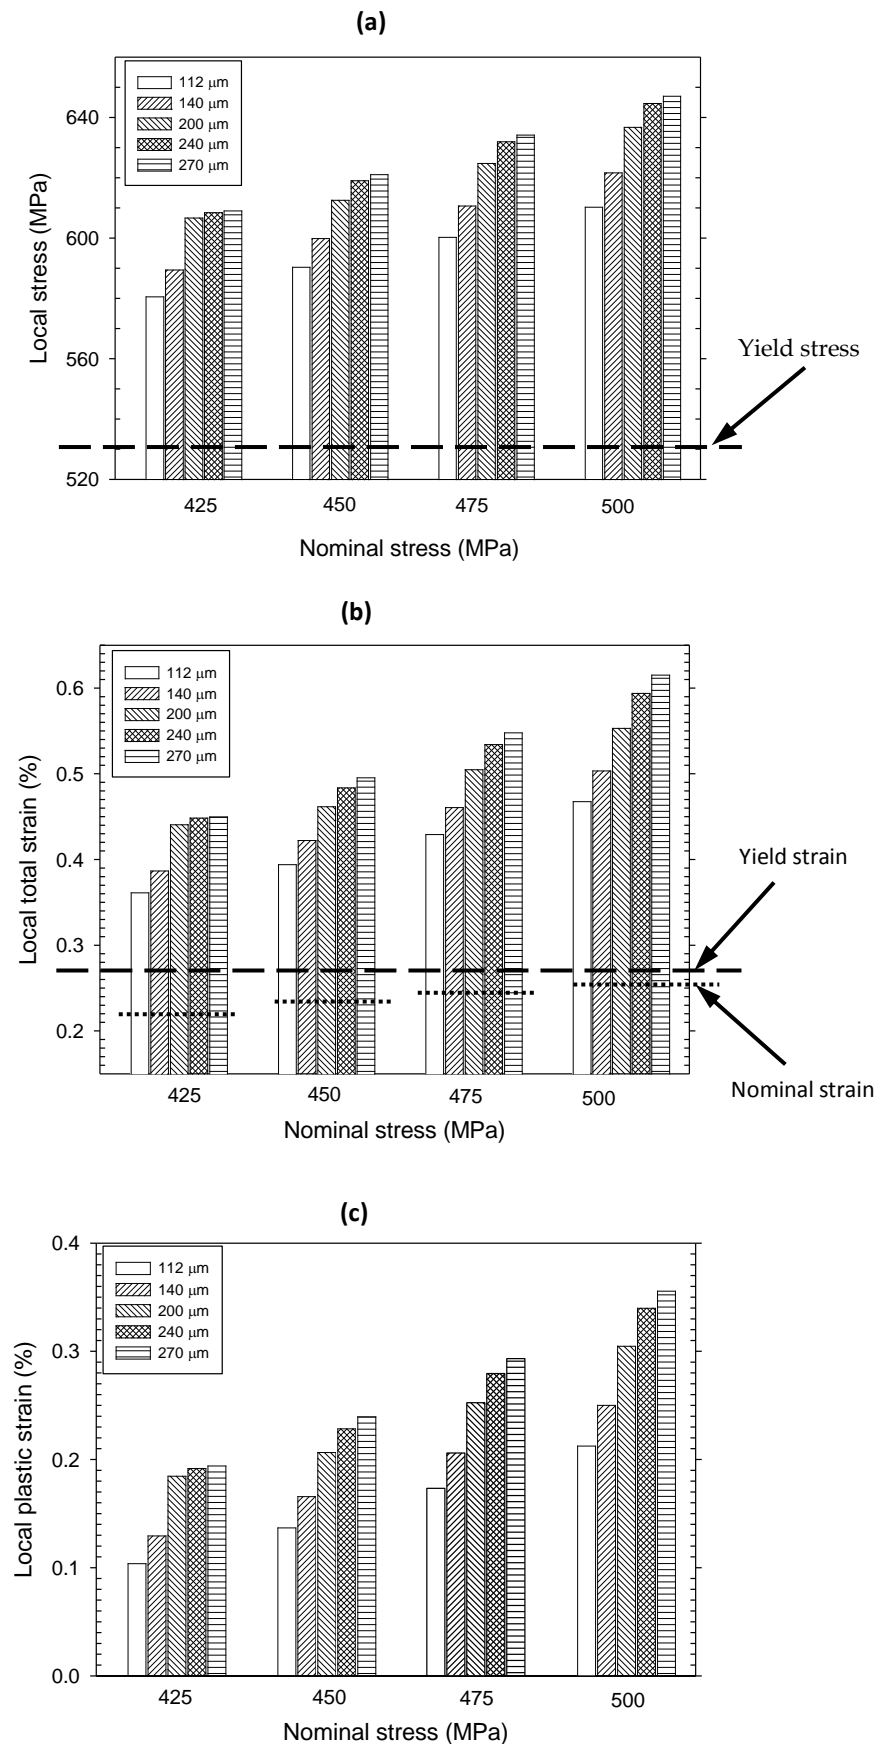 (a)
112 μm
140 μm
200 μm
240 μm
270 μm
640
600
560
520
Local stress (MPa)
Yield stress
425
450
475
500
Nominal stress (MPa)
(b)
112 μm
140 μm
200 μm
240 μm
270 μm
0.6
0.5
0.4
0.3
0.2
Local total strain (%)
Yield strain
Nominal strain
425
450
475
500
Nominal stress (MPa)
(c)
112 μm
140 μm
200 μm
240 μm
270 μm
0.4
0.3
0.2
0.1
0.0
Local plastic strain (%)
425
450
475
500
Nominal stress (MPa)